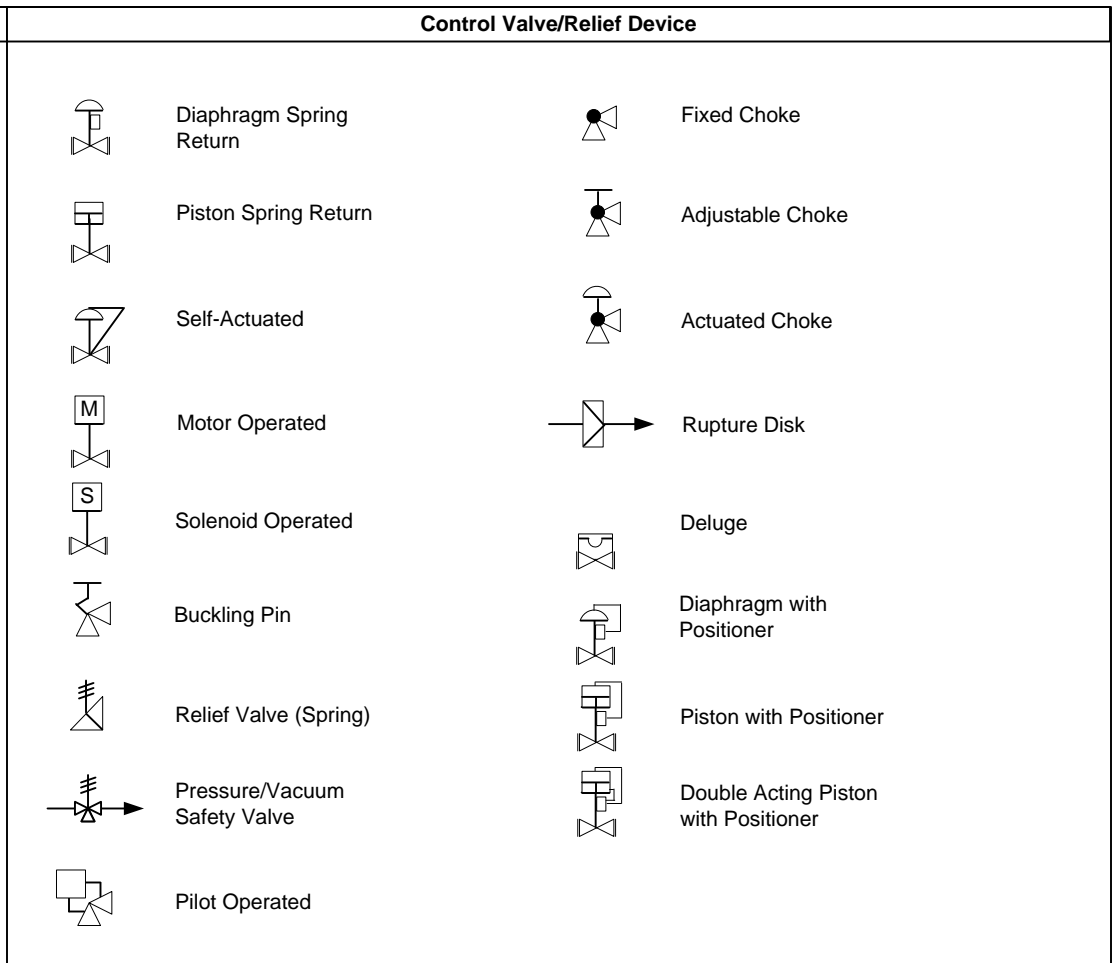 Control Valve/Relief Device
Diaphragm Spring
Return
Piston Spring Return
Self-Actuated
M
Motor Operated
S
Solenoid Operated
Buckling Pin
Relief Valve (Spring)
Pressure/Vacuum
Safety Valve
Pilot Operated
Fixed Choke
Adjustable Choke
Actuated Choke
Rupture Disk
Deluge
Diaphragm with
Positioner
Piston with Positioner
Double Acting Piston
with Positioner